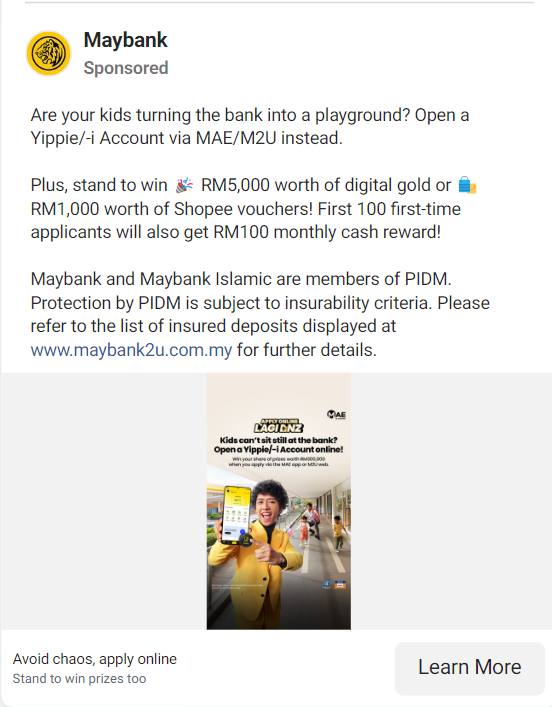 Maybank
Sponsored
Are your kids turning the bank into a playground? Open a
Yippie/-i Account via MAE/M2U instead.
Plus, stand to win 🎉 RM5,000 worth of digital gold or 🛍️
RM1,000 worth of Shopee vouchers! First 100 first-time
applicants will also get RM100 monthly cash reward!
Maybank and Maybank Islamic are members of PIDM.
Protection by PIDM is subject to insurability criteria. Please
refer to the list of insured deposits displayed at
www.maybank2u.com.my for further details.
MAE
APPLY ONLINE
LAGI ENZ
Kids can't sit still at the bank?
Open a Yippie/-i Account online!
Win your share of prizes worth RM300,000
when you apply via the MAE app or M2U web.
Avoid chaos, apply online
Stand to win prizes too
Learn More